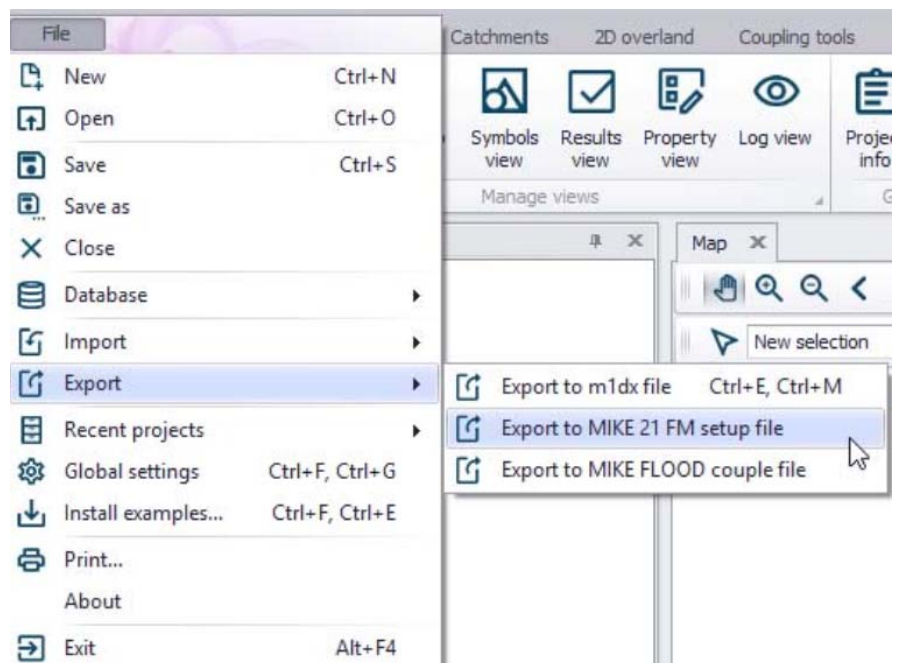 File
Catchments 2D overland Coupling tools
New Ctrl+N
Open Ctrl+O
Save Ctrl+S
Save as
Close
Database
Import
Export
Recent projects
Global settings Ctrl+F, Ctrl+G
Install examples... Ctrl+F, Ctrl+E
Print...
About
Exit Alt+F4
Symbols view
Results view
Property view
Log view
Manage views
Map
New selection
Export to m1dx file Ctrl+E, Ctrl+M
Export to MIKE 21 FM setup file
Export to MIKE FLOOD couple file